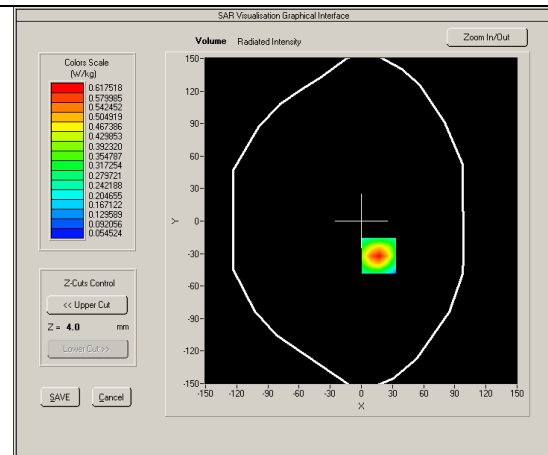 SAR Visualisation Graphical Interface
Volume Radiated Intensity
Zoom In/Out
Colors Scale
(W/kg)
0.617518
0.579985
0.542452
0.504919
0.467386
0.429853
0.392320
0.354787
0.317254
0.279721
0.242188
0.204655
0.167122
0.129589
0.092056
0.054524
Z-Cuts Control
<< Upper Cut
Z = 4.0 mm
Lower Cut >>
SAVE Cancel
150
120
90
60
30
0
-30
-60
-90
-120
-150
Y
-150 -120 -90 -60 -30 0 30 60 90 120 150
X